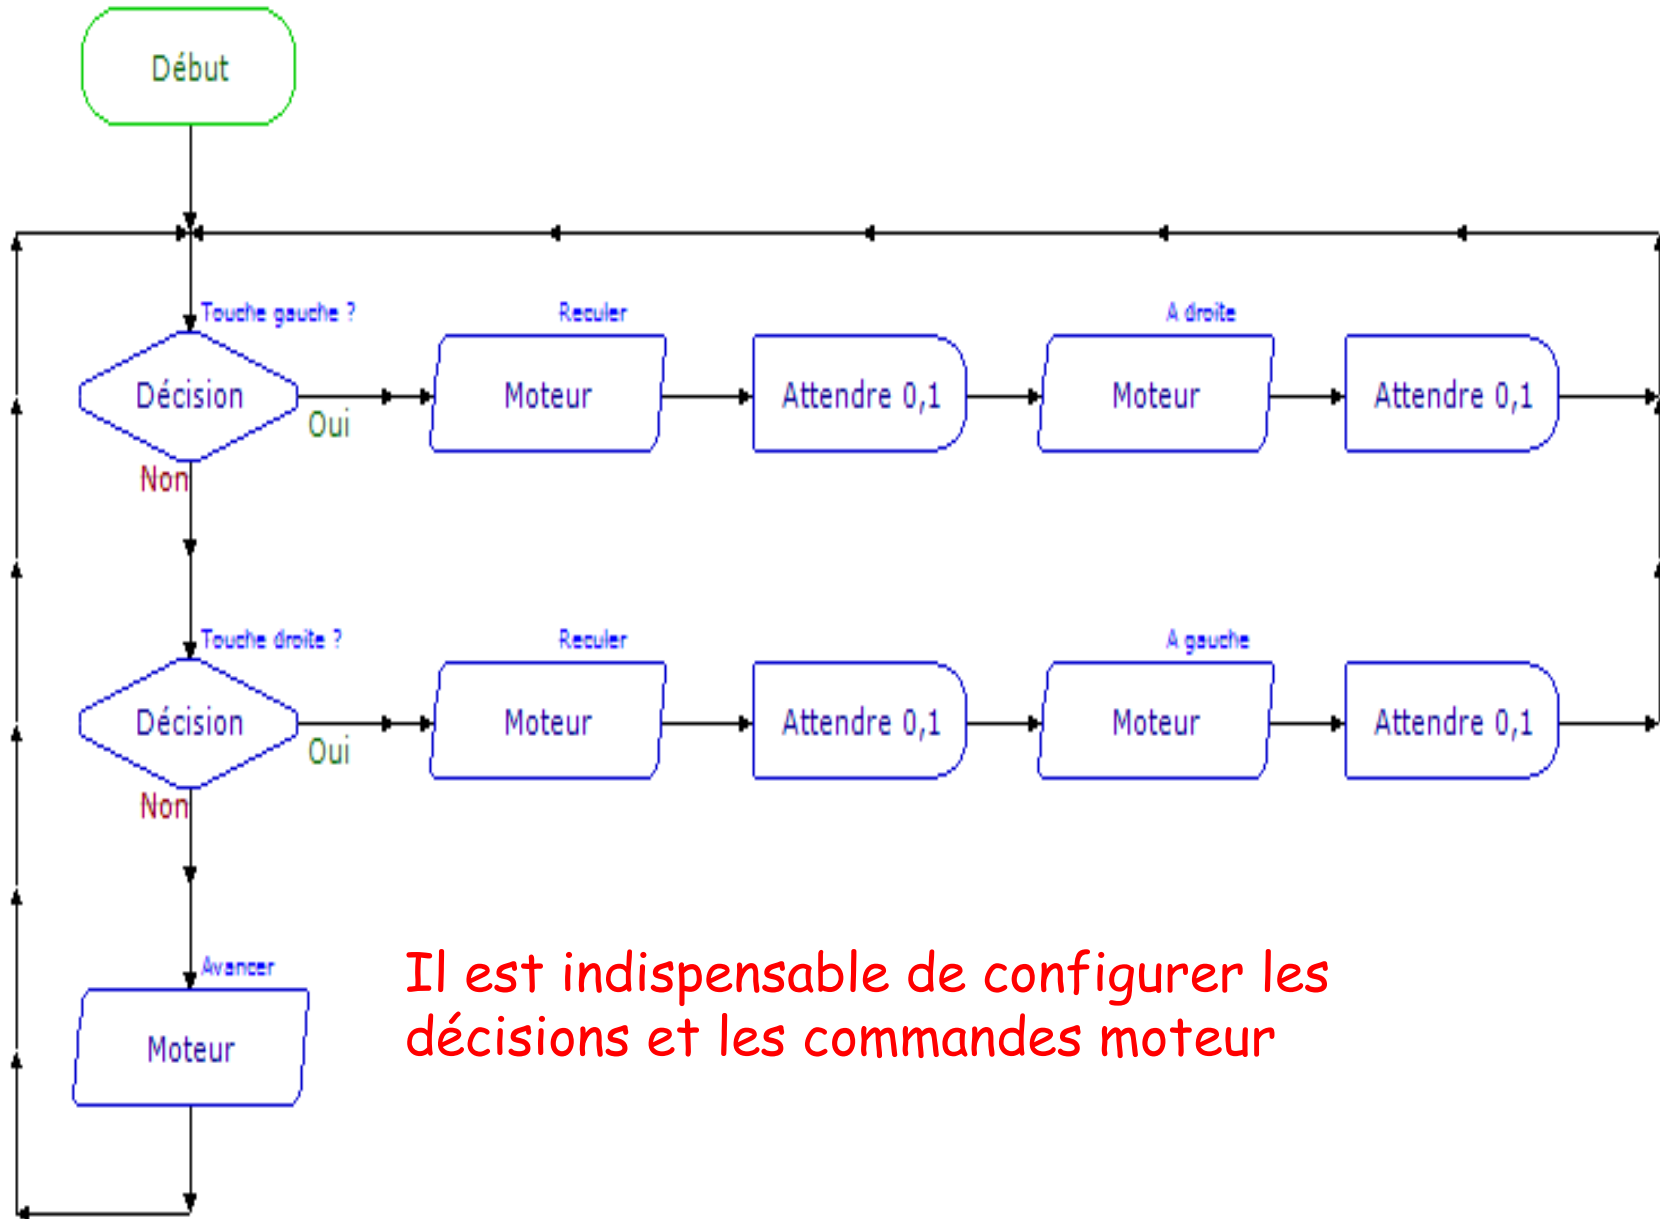 Début
Touche gauche ?
Reculer
A droite
Décision
Oui
Moteur
Attendre 0,1
Moteur
Attendre 0,1
Non
Touche droite ?
Reculer
A gauche
Décision
Oui
Moteur
Attendre 0,1
Moteur
Attendre 0,1
Non
Avancer
Moteur
Il est indispensable de configurer les
décisions et les commandes moteur